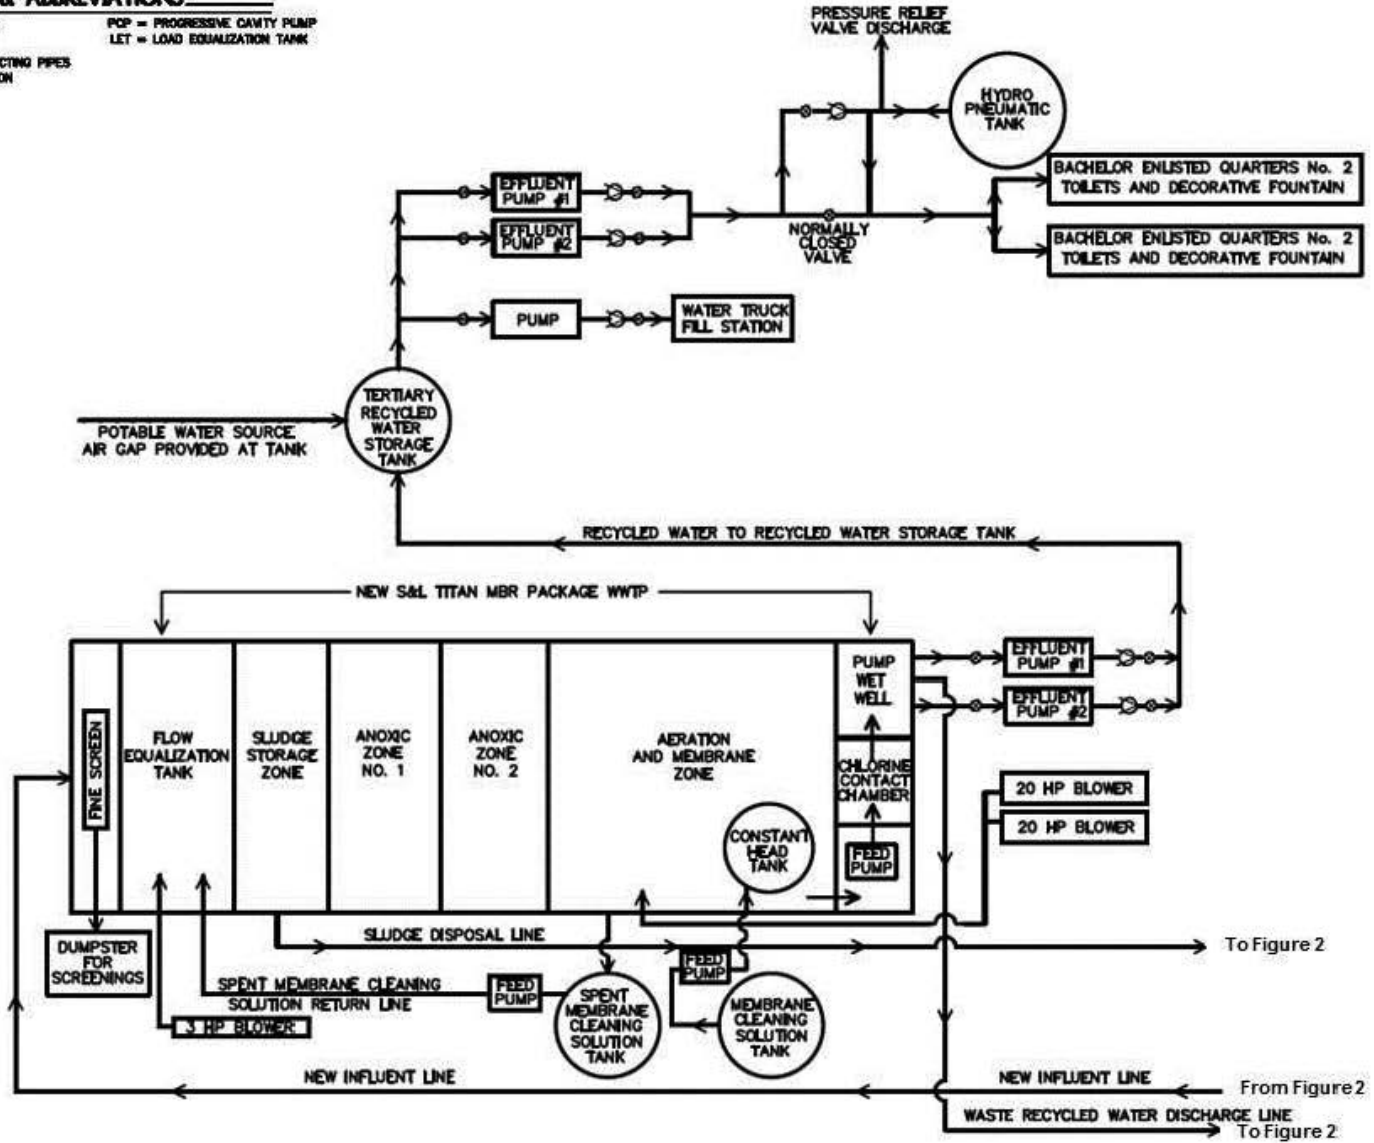 & ABBREVIATIONS
PCP = PROGRESSIVE CAVITY PUMP
LET = LOAD EQUALIZATION TANK
CTING PIPES
ON
PRESSURE RELIEF
VALVE DISCHARGE
HYDRO
PNEUMATIC
TANK
BACHELOR ENLISTED QUARTERS No. 2
TOILETS AND DECORATIVE FOUNTAIN
EFFLUENT
PUMP #1
EFFLUENT
PUMP #2
NORMALLY
CLOSED
VALVE
BACHELOR ENLISTED QUARTERS No. 2
TOILETS AND DECORATIVE FOUNTAIN
PUMP
WATER TRUCK
FILL STATION
TERTIARY
RECYCLED
WATER
STORAGE
TANK
POTABLE WATER SOURCE.
AIR GAP PROVIDED AT TANK
RECYCLED WATER TO RECYCLED WATER STORAGE TANK
NEW S&L TITAN MBR PACKAGE WWTP
FINE SCREEN
FLOW
EQUALIZATION
TANK
SLUDGE
STORAGE
ZONE
ANOXIC
ZONE
NO. 1
ANOXIC
ZONE
NO. 2
AERATION
AND MEMBRANE
ZONE
PUMP
WET
WELL
EFFLUENT
PUMP #1
EFFLUENT
PUMP #2
CHLORINE
CONTACT
CHAMBER
20 HP BLOWER
20 HP BLOWER
CONSTANT
HEAD
TANK
FEED
PUMP
DUMPSTER
FOR
SCREENINGS
SLUDGE DISPOSAL LINE
To Figure 2
SPENT MEMBRANE CLEANING
SOLUTION RETURN LINE
FEED
PUMP
FEED
PUMP
3 HP BLOWER
SPENT
MEMBRANE
CLEANING
SOLUTION
TANK
MEMBRANE
CLEANING
SOLUTION
TANK
NEW INFLUENT LINE
NEW INFLUENT LINE
From Figure 2
WASTE RECYCLED WATER DISCHARGE LINE
To Figure 2